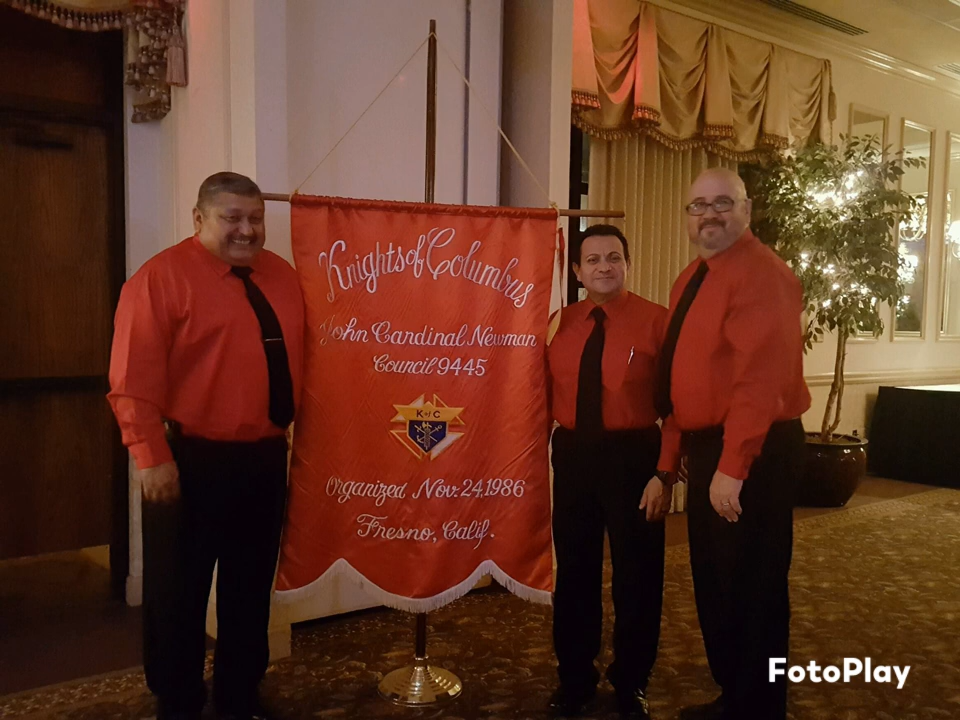 Knights of Columbus
John Cardinal Newman
Council 9445
K of C
Organized Nov. 24, 1986
Fresno, Calif.
FotoPlay